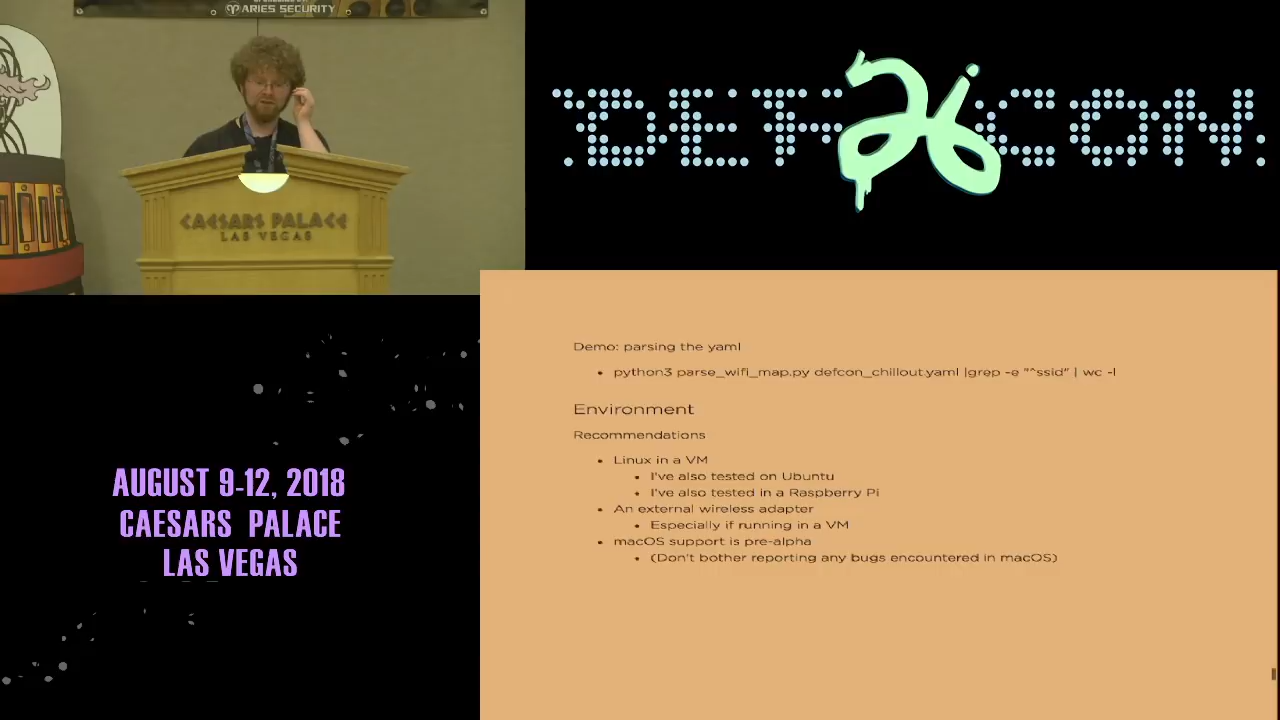 ARIES SECURITY
DEF CON
26
CAESARS PALACE
LAS VEGAS
AUGUST 9-12, 2018
CAESARS PALACE
LAS VEGAS
Demo: parsing the yaml
• python3 parse_wifi_map.py defcon_chillout.yaml |grep -e "^ssid" | wc -l
Environment
Recommendations
• Linux in a VM
• I've also tested on Ubuntu
• I've also tested in a Raspberry Pi
• An external wireless adapter
• Especially if running in a VM
• macOS support is pre-alpha
• (Don't bother reporting any bugs encountered in macOS)